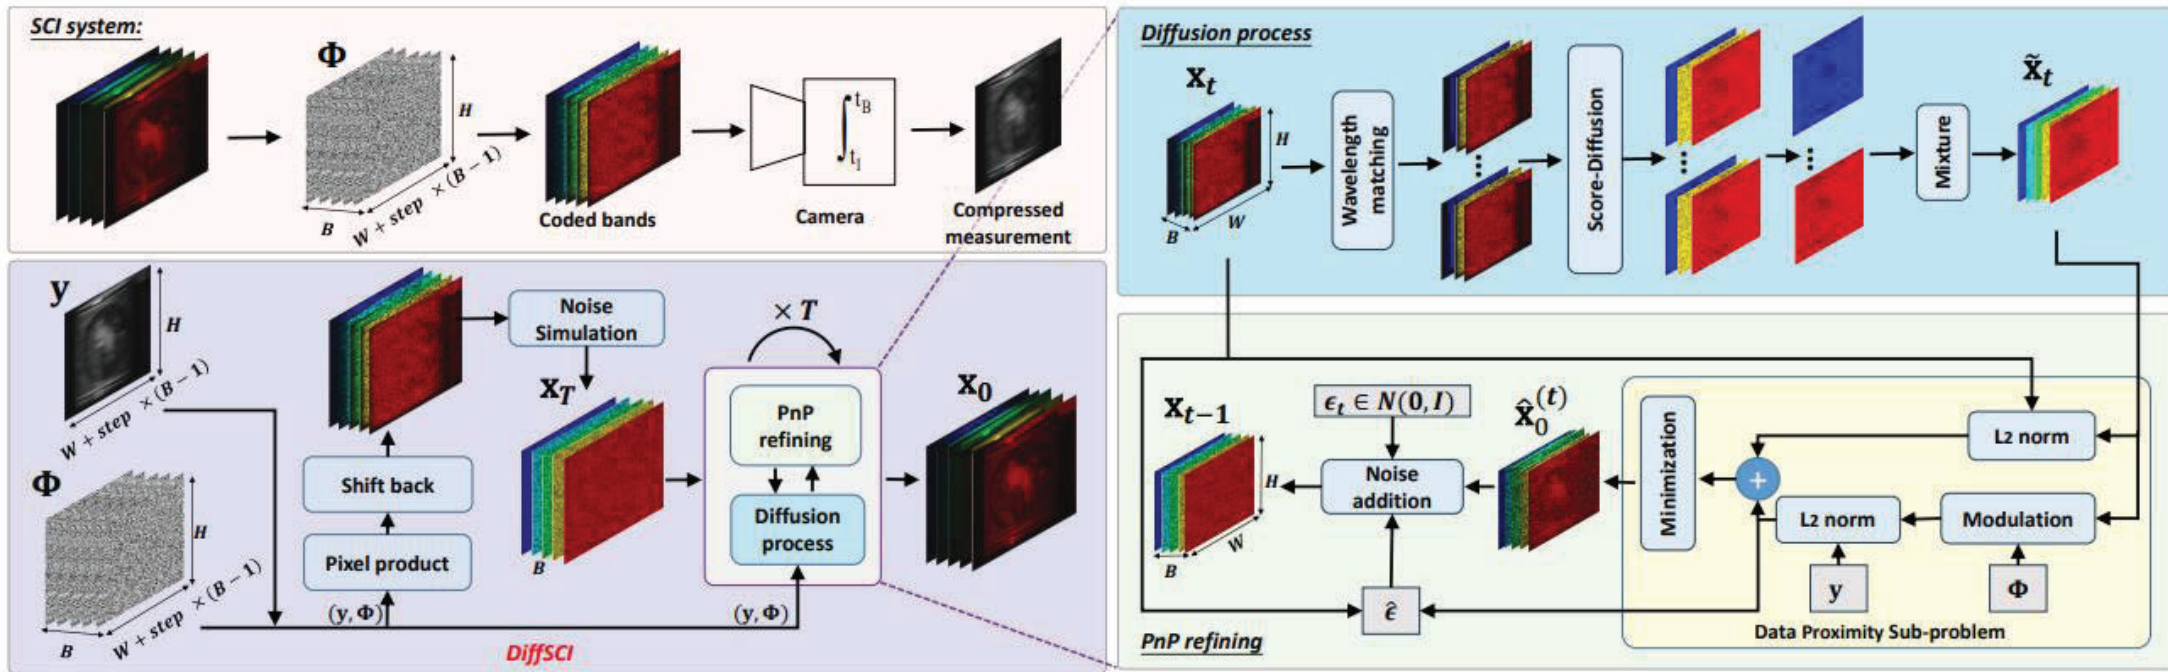 SCI system:
Φ
H
B
W + step × (B − 1)
Coded bands
t_B
∫
t_1
Camera
Compressed
measurement
y
H
W + step × (B − 1)
Φ
H
B
W + step × (B − 1)
Shift back
Pixel product
(y, Φ)
Noise
Simulation
x_T
B
× T
PnP
refining
Diffusion
process
(y, Φ)
x_0
DiffSCI
Diffusion process
x_t
H
W
B
Wavelength
matching
...
Score-Diffusion
...
...
Mixture
x̃_t
x_{t−1}
H
W
B
ϵ_t ∈ N(0, I)
Noise
addition
ϵ̂
x̂_0^{(t)}
Minimization
+
L2 norm
L2 norm
Modulation
y
Φ
Data Proximity Sub-problem
PnP refining